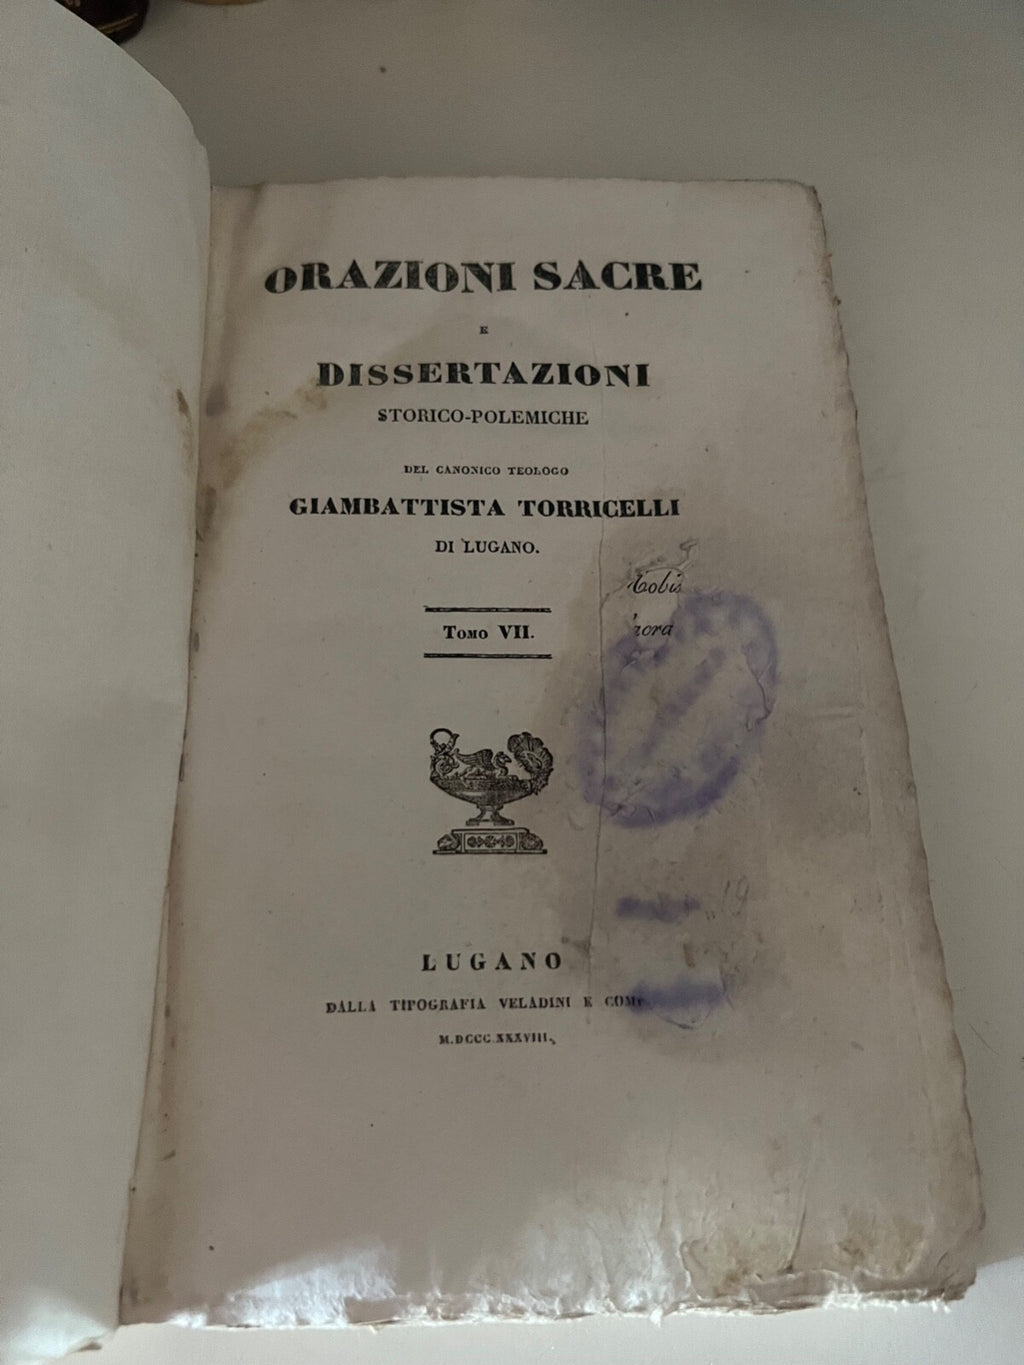 ORAZIONI SACRE
E
DISSERTAZIONI
STORICO-POLEMICHE
DEL CANONICO TEOLOGO
GIAMBATTISTA TORRICELLI
DI LUGANO.
Tobis
TOMO VII.
LUGANO
DALLA TIPOGRAFIA VELADINI E COMP.
M.DCCC.XXXVIII.